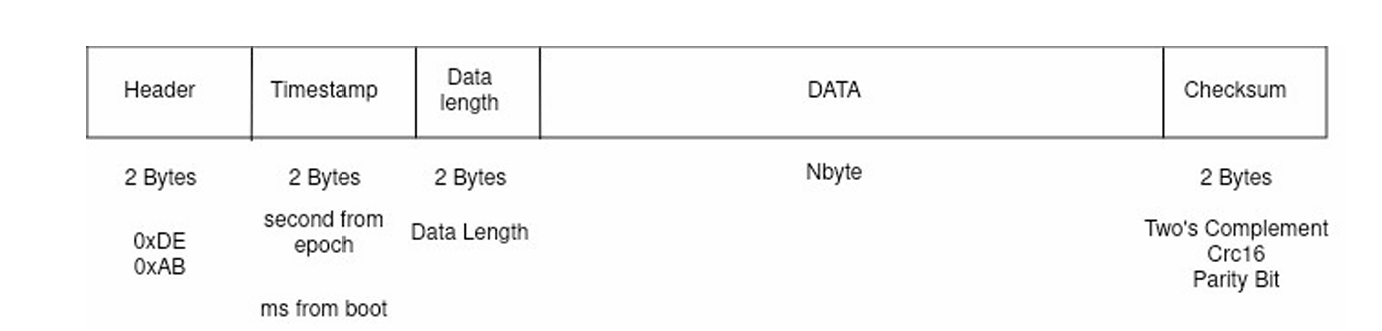 Header
Timestamp
Data
length
DATA
Checksum
2 Bytes
2 Bytes
2 Bytes
Nbyte
2 Bytes
0xDE
0xAB
second from
epoch
ms from boot
Data Length
Two's Complement
Crc16
Parity Bit